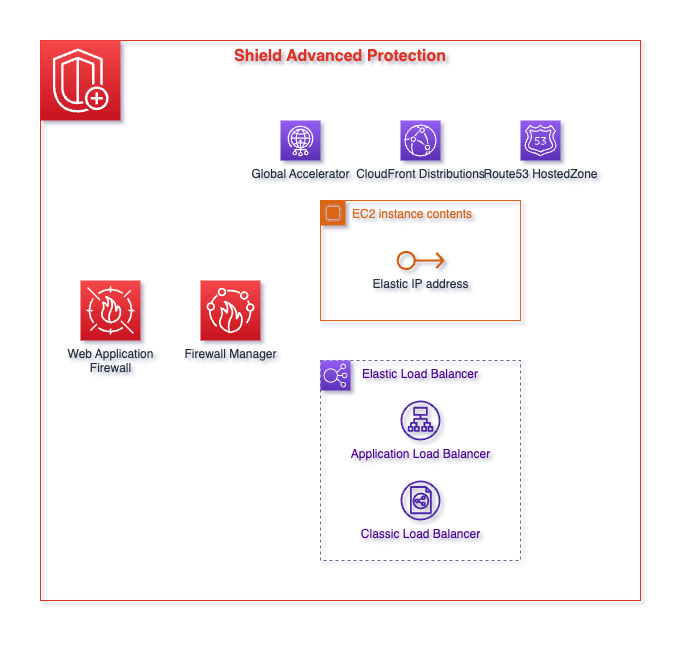 Shield Advanced Protection
Global Accelerator
CloudFront Distributions
53
Route53 HostedZone
EC2 instance contents
Elastic IP address
Web Application
Firewall
Firewall Manager
Elastic Load Balancer
Application Load Balancer
Classic Load Balancer